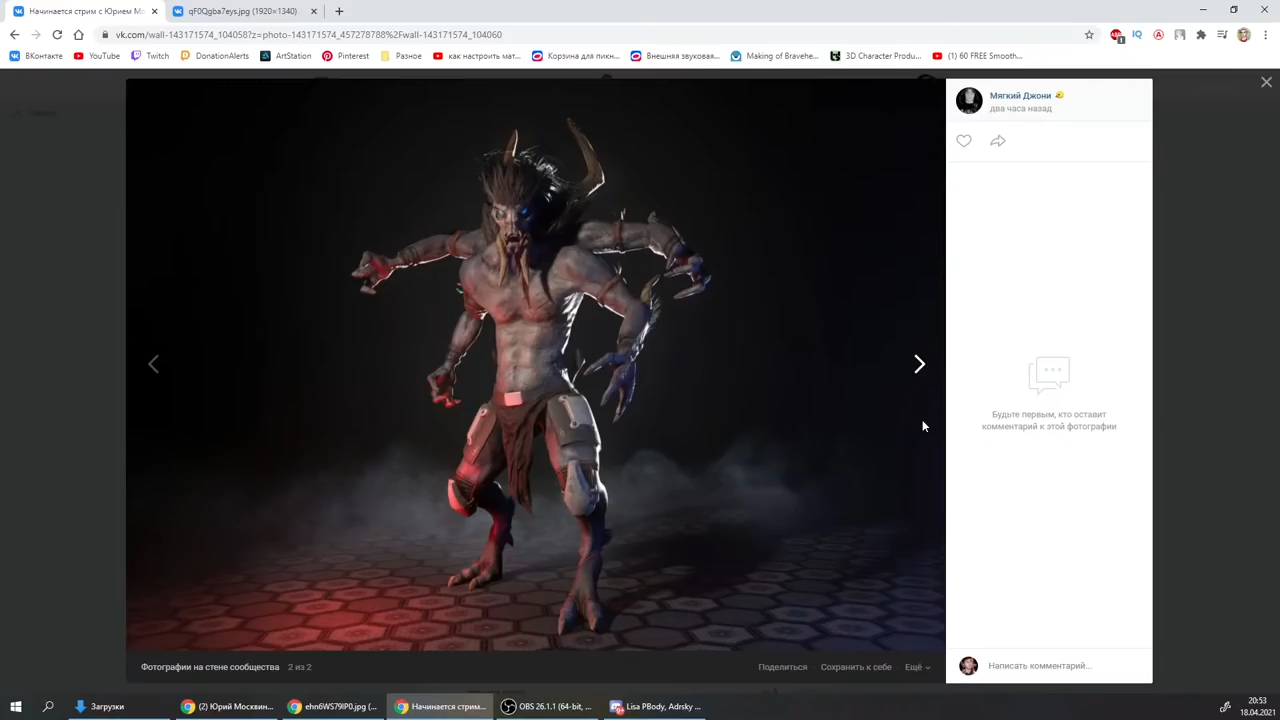 Начинается стрим с Юрием Мо
qF0Qgba7eys.jpg (1920×1340)
vk.com/wall-143171574_104058?z=photo-143171574_457278788%2Fwall-143171574_104060
ВКонтакте YouTube Twitch DonationAlerts ArtStation Pinterest Разное как настроить мат... Корзина для пикн... Внешняя звуковая... Making of Bravehe... 3D Character Produ... (1) 60 FREE Smooth...
Мягкий Джони
два часа назад
Будьте первым, кто оставит
комментарий к этой фотографии
Фотографии на стене сообщества 2 из 2 Поделиться Сохранить к себе Ещё
Написать комментарий...
Загрузки (2) Юрий Москвин... ehn6WS79IP0.jpg (... Начинается стрим... OBS 26.1.1 (64-bit, ... Lisa PBody, Adrsky ...
20:53
18.04.2021